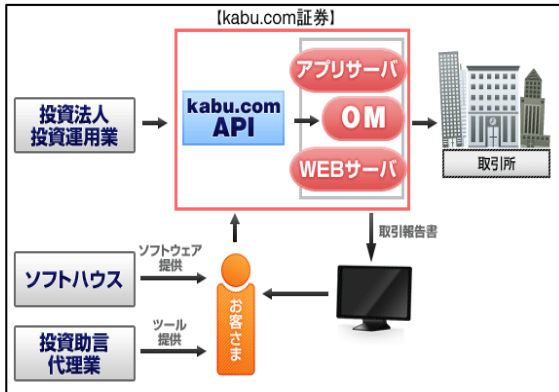 【kabu.com証券】
アプリサーバ
投資法人
投資運用業
kabu.com
API
OM
WEBサーバ
取引所
取引報告書
ソフトウェア
提供
ソフトハウス
お客さま
ツール
提供
投資助言
代理業